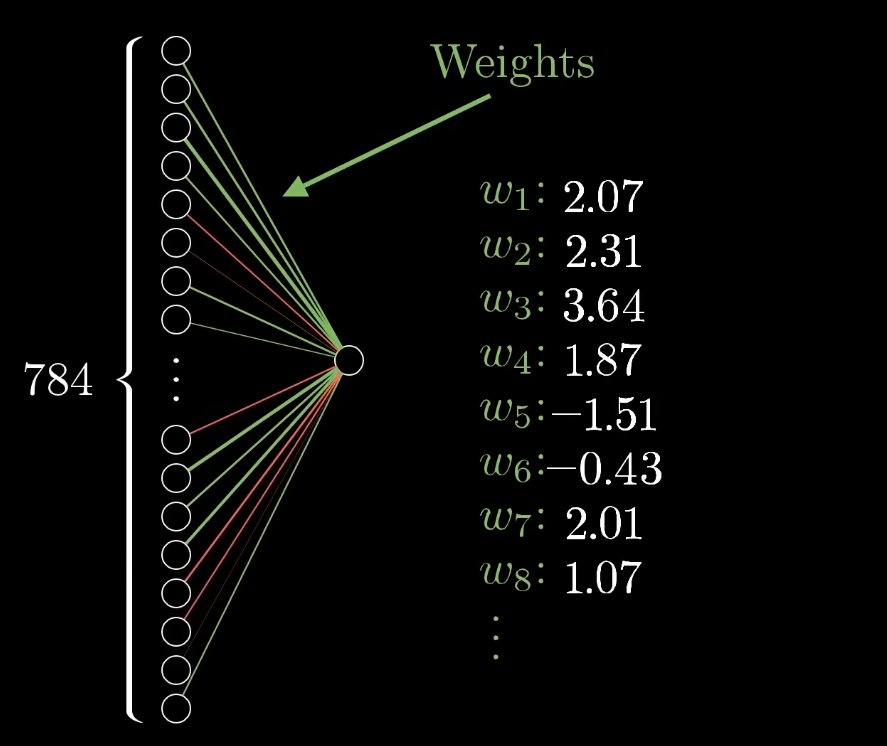 Weights
784
w₁: 2.07
w₂: 2.31
w₃: 3.64
w₄: 1.87
w₅: −1.51
w₆: −0.43
w₇: 2.01
w₈: 1.07
⋮